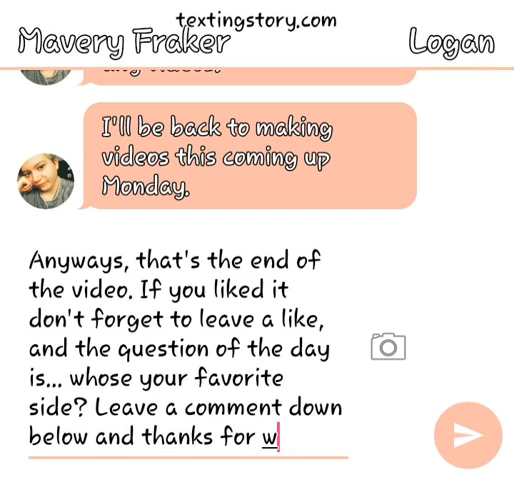 textingstory.com
Mavery Fraker
Logan
I'll be back to making
videos this coming up
Monday.
Anyways, that's the end of
the video. If you liked it
don't forget to leave a like,
and the question of the day
is... whose your favorite
side? Leave a comment down
below and thanks for w